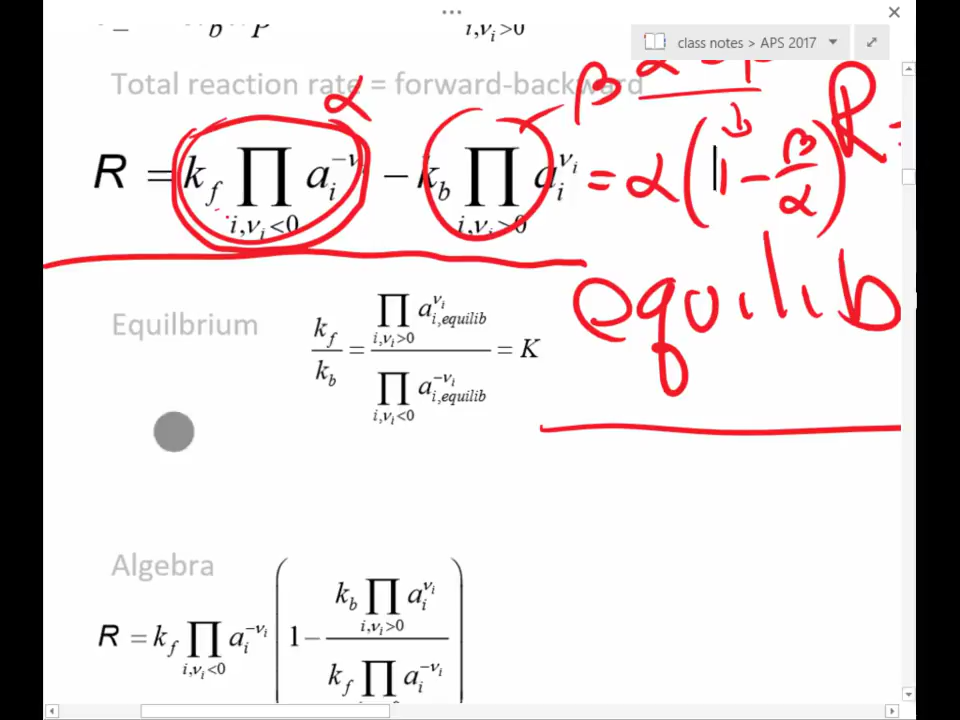 class notes > APS 2017
Total reaction rate = forward-backward
α
β
R = k_f ∏_{i,ν_i<0} a_i^{-ν_i} − k_b ∏_{i,ν_i>0} a_i^{ν_i} = α(1 − β/α)
R
equilib
Equilbrium
k_f / k_b = ∏_{i,ν_i>0} a_{i,equilib}^{ν_i} / ∏_{i,ν_i<0} a_{i,equilib}^{-ν_i} = K
Algebra
R = k_f ∏_{i,ν_i<0} a_i^{-ν_i} (1 − k_b ∏_{i,ν_i>0} a_i^{ν_i} / k_f ∏ a_i^{-ν_i})